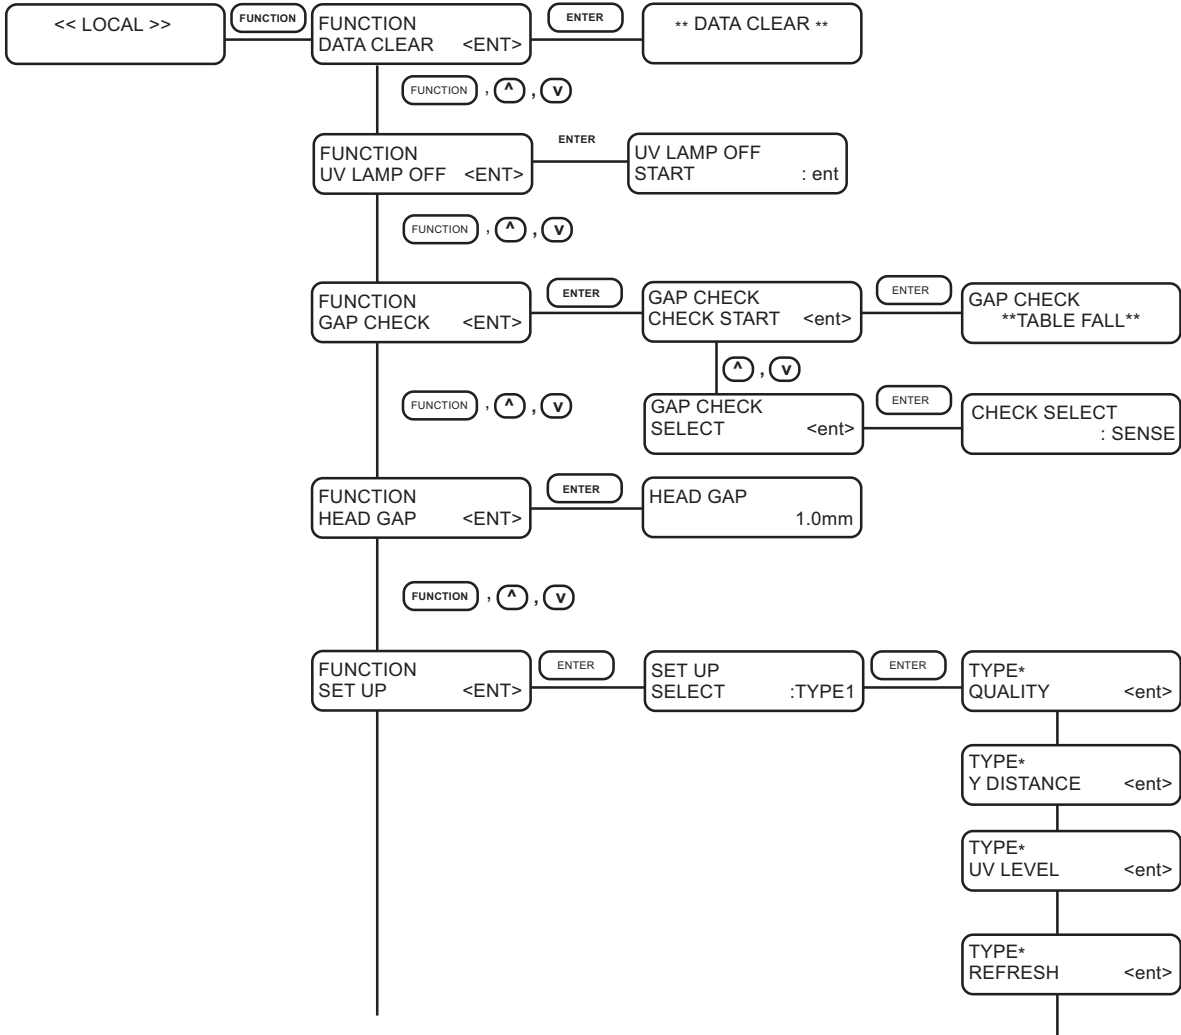 << LOCAL >>
FUNCTION
FUNCTION
DATA CLEAR <ENT>
ENTER
** DATA CLEAR **
FUNCTION , ^ , v
FUNCTION
UV LAMP OFF <ENT>
ENTER
UV LAMP OFF
START : ent
FUNCTION , ^ , v
FUNCTION
GAP CHECK <ENT>
ENTER
GAP CHECK
CHECK START <ent>
ENTER
GAP CHECK
**TABLE FALL**
^ , v
FUNCTION , ^ , v
GAP CHECK
SELECT <ent>
ENTER
CHECK SELECT
: SENSE
FUNCTION
HEAD GAP <ENT>
ENTER
HEAD GAP
1.0mm
FUNCTION , ^ , v
FUNCTION
SET UP <ENT>
ENTER
SET UP
SELECT :TYPE1
ENTER
TYPE*
QUALITY <ent>
TYPE*
Y DISTANCE <ent>
TYPE*
UV LEVEL <ent>
TYPE*
REFRESH <ent>